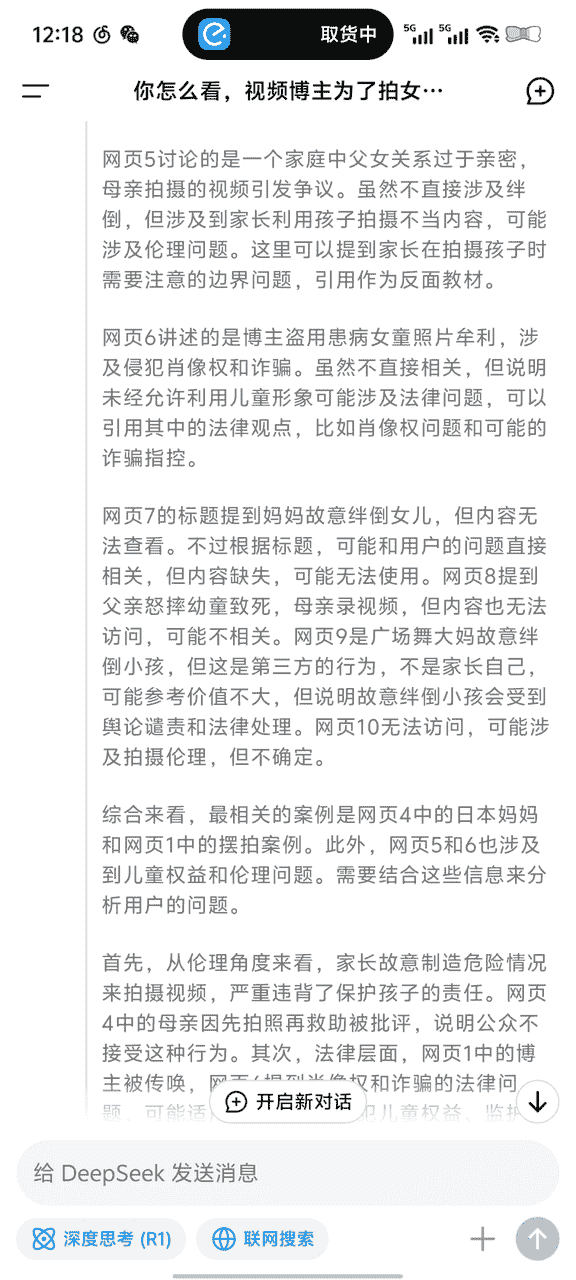 12:18
取货中
5G
5G
你怎么看，视频博主为了拍女…
网页5讨论的是一个家庭中父女关系过于亲密，
母亲拍摄的视频引发争议。虽然不直接涉及绊
倒，但涉及到家长利用孩子拍摄不当内容，可能
涉及伦理问题。这里可以提到家长在拍摄孩子时
需要注意的边界问题，引用作为反面教材。
网页6讲述的是博主盗用患病女童照片牟利，涉
及侵犯肖像权和诈骗。虽然不直接相关，但说明
未经允许利用儿童形象可能涉及法律问题，可以
引用其中的法律观点，比如肖像权问题和可能的
诈骗指控。
网页7的标题提到妈妈故意绊倒女儿，但内容无
法查看。不过根据标题，可能和用户的问题直接
相关，但内容缺失，可能无法使用。网页8提到
父亲怒摔幼童致死，母亲录视频，但内容也无法
访问，可能不相关。网页9是广场舞大妈故意绊
倒小孩，但这是第三方的行为，不是家长自己，
可能参考价值不大，但说明故意绊倒小孩会受到
舆论谴责和法律处理。网页10无法访问，可能涉
及拍摄伦理，但不确定。
综合来看，最相关的案例是网页4中的日本妈妈
和网页1中的摆拍案例。此外，网页5和6也涉及
到儿童权益和伦理问题。需要结合这些信息来分
析用户的问题。
首先，从伦理角度来看，家长故意制造危险情况
来拍摄视频，严重违背了保护孩子的责任。网页
4中的母亲因先拍照再救助被批评，说明公众不
接受这种行为。其次，法律层面，网页1中的博
主被传唤，网页6提到肖像权和诈骗的法律问
题，可能适 犯儿童权益、监护
开启新对话
给 DeepSeek 发送消息
深度思考 (R1)
联网搜索